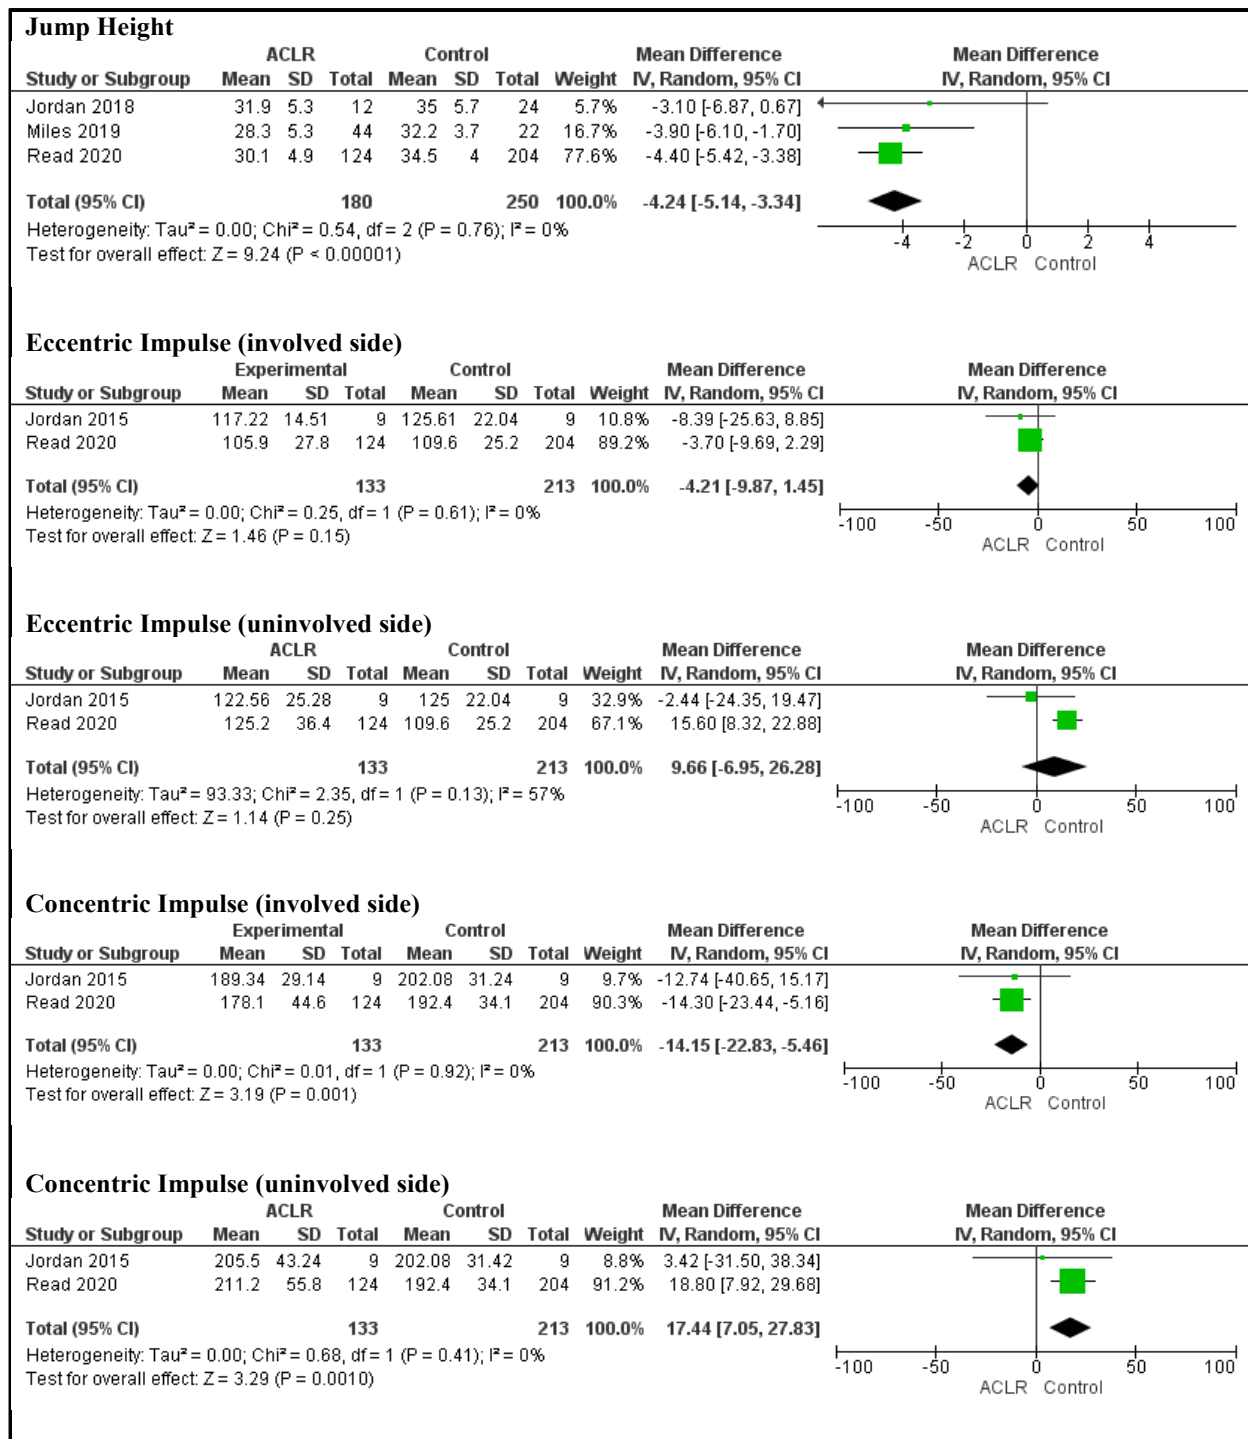 Jump Height
ACLR Control Mean Difference Mean Difference
Study or Subgroup Mean SD Total Mean SD Total Weight IV, Random, 95% CI IV, Random, 95% CI
Jordan 2018 31.9 5.3 12 35 5.7 24 5.7% -3.10 [-6.87, 0.67]
Miles 2019 28.3 5.3 44 32.2 3.7 22 16.7% -3.90 [-6.10, -1.70]
Read 2020 30.1 4.9 124 34.5 4 204 77.6% -4.40 [-5.42, -3.38]
Total (95% CI) 180 250 100.0% -4.24 [-5.14, -3.34]
Heterogeneity: Tau² = 0.00; Chi² = 0.54, df = 2 (P = 0.76); I² = 0%
Test for overall effect: Z = 9.24 (P < 0.00001)
-4 -2 0 2 4
ACLR Control
Eccentric Impulse (involved side)
Experimental Control Mean Difference Mean Difference
Study or Subgroup Mean SD Total Mean SD Total Weight IV, Random, 95% CI IV, Random, 95% CI
Jordan 2015 117.22 14.51 9 125.61 22.04 9 10.8% -8.39 [-25.63, 8.85]
Read 2020 105.9 27.8 124 109.6 25.2 204 89.2% -3.70 [-9.69, 2.29]
Total (95% CI) 133 213 100.0% -4.21 [-9.87, 1.45]
Heterogeneity: Tau² = 0.00; Chi² = 0.25, df = 1 (P = 0.61); I² = 0%
Test for overall effect: Z = 1.46 (P = 0.15)
-100 -50 0 50 100
ACLR Control
Eccentric Impulse (uninvolved side)
ACLR Control Mean Difference Mean Difference
Study or Subgroup Mean SD Total Mean SD Total Weight IV, Random, 95% CI IV, Random, 95% CI
Jordan 2015 122.56 25.28 9 125 22.04 9 32.9% -2.44 [-24.35, 19.47]
Read 2020 125.2 36.4 124 109.6 25.2 204 67.1% 15.60 [8.32, 22.88]
Total (95% CI) 133 213 100.0% 9.66 [-6.95, 26.28]
Heterogeneity: Tau² = 93.33; Chi² = 2.35, df = 1 (P = 0.13); I² = 57%
Test for overall effect: Z = 1.14 (P = 0.25)
-100 -50 0 50 100
ACLR Control
Concentric Impulse (involved side)
Experimental Control Mean Difference Mean Difference
Study or Subgroup Mean SD Total Mean SD Total Weight IV, Random, 95% CI IV, Random, 95% CI
Jordan 2015 189.34 29.14 9 202.08 31.24 9 9.7% -12.74 [-40.65, 15.17]
Read 2020 178.1 44.6 124 192.4 34.1 204 90.3% -14.30 [-23.44, -5.16]
Total (95% CI) 133 213 100.0% -14.15 [-22.83, -5.46]
Heterogeneity: Tau² = 0.00; Chi² = 0.01, df = 1 (P = 0.92); I² = 0%
Test for overall effect: Z = 3.19 (P = 0.001)
-100 -50 0 50 100
ACLR Control
Concentric Impulse (uninvolved side)
ACLR Control Mean Difference Mean Difference
Study or Subgroup Mean SD Total Mean SD Total Weight IV, Random, 95% CI IV, Random, 95% CI
Jordan 2015 205.5 43.24 9 202.08 31.42 9 8.8% 3.42 [-31.50, 38.34]
Read 2020 211.2 55.8 124 192.4 34.1 204 91.2% 18.80 [7.92, 29.68]
Total (95% CI) 133 213 100.0% 17.44 [7.05, 27.83]
Heterogeneity: Tau² = 0.00; Chi² = 0.68, df = 1 (P = 0.41); I² = 0%
Test for overall effect: Z = 3.29 (P = 0.0010)
-100 -50 0 50 100
ACLR Control